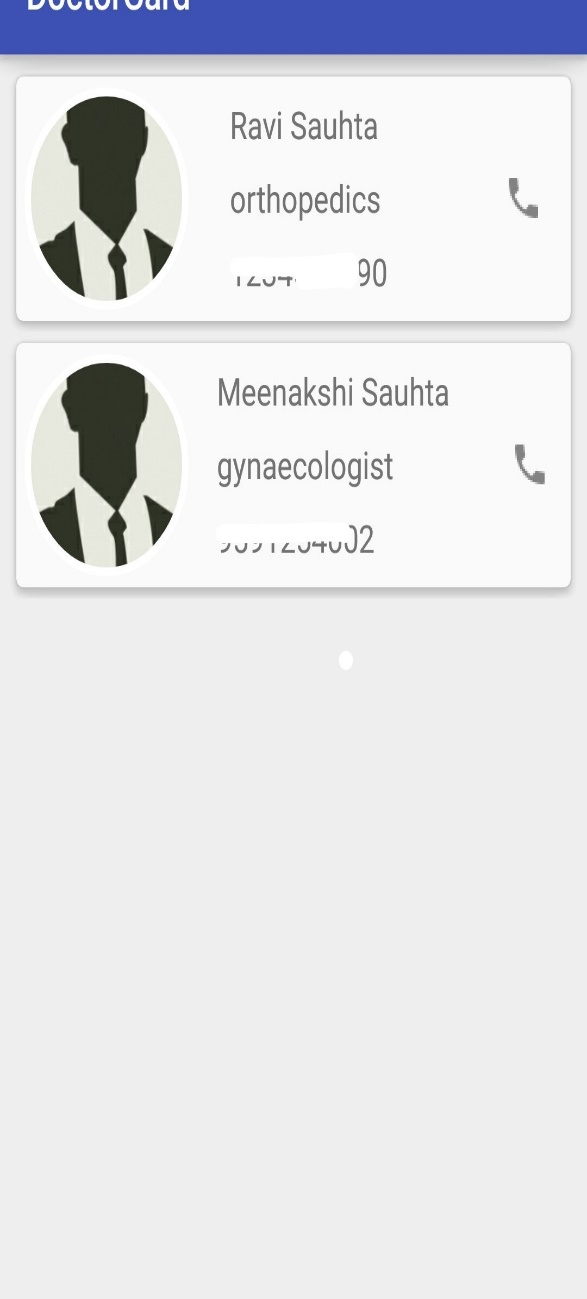 DoctorCard
Ravi Sauhta
orthopedics
Meenakshi Sauhta
gynaecologist